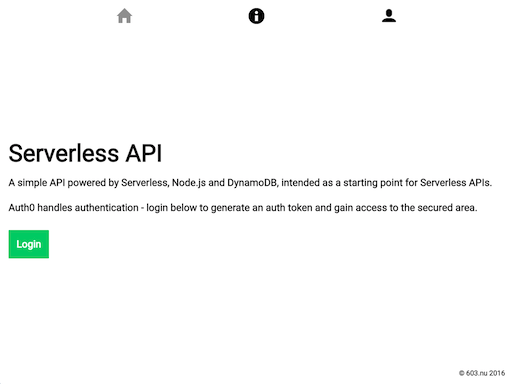 Serverless API
A simple API powered by Serverless, Node.js and DynamoDB, intended as a starting point for Serverless APIs.
Auth0 handles authentication - login below to generate an auth token and gain access to the secured area.
Login
© 603.nu 2016